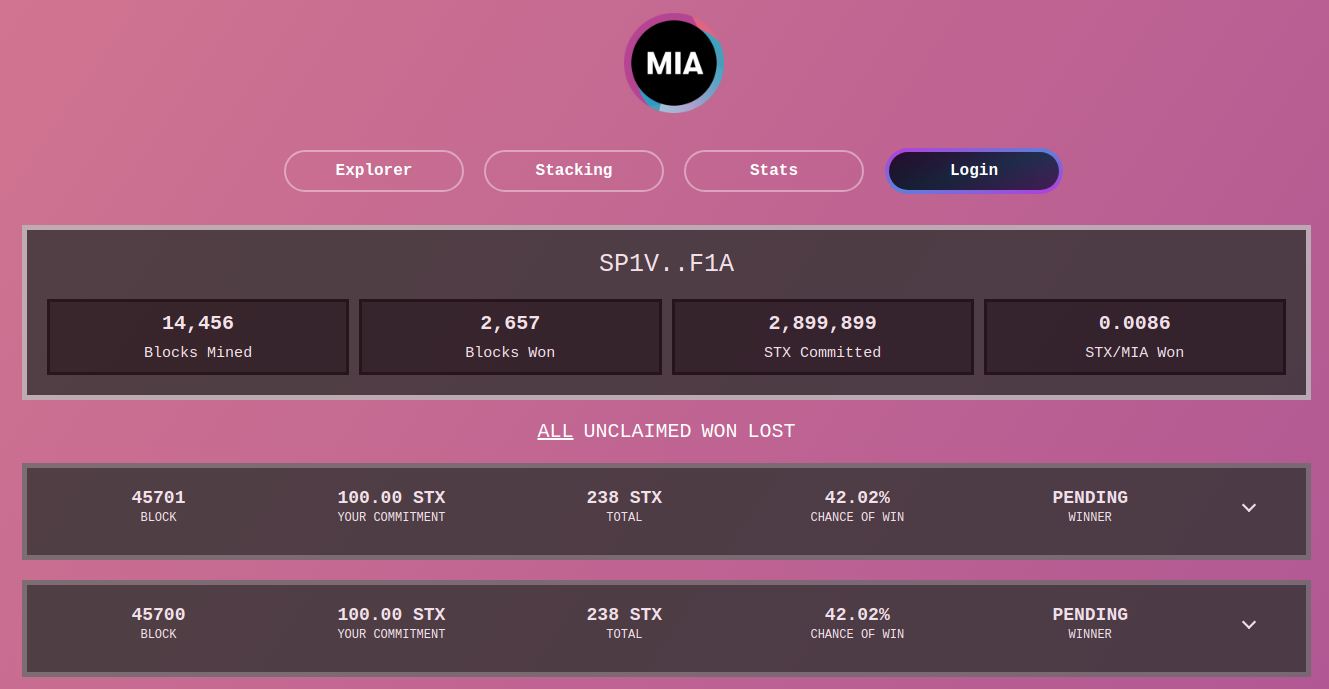 MIA
Explorer Stacking Stats Login
SP1V..F1A
14,456 2,657 2,899,899 0.0086
Blocks Mined Blocks Won STX Committed STX/MIA Won
ALL UNCLAIMED WON LOST
45701 100.00 STX 238 STX 42.02% PENDING
BLOCK YOUR COMMITMENT TOTAL CHANCE OF WIN WINNER
45700 100.00 STX 238 STX 42.02% PENDING
BLOCK YOUR COMMITMENT TOTAL CHANCE OF WIN WINNER